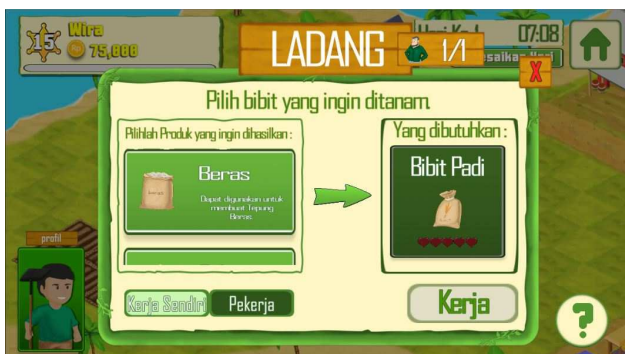 15
Wira
75,000
LADANG
1/1
07:08
X
Pilih bibit yang ingin ditanam.
Pilihlah Produk yang ingin dihasilkan :
Yang dibutuhkan :
Beras
Dapat digunakan untuk
membuat Tepung
Beras.
Bibit Padi
profil
Kerja Sendiri
Pekerja
Kerja
?